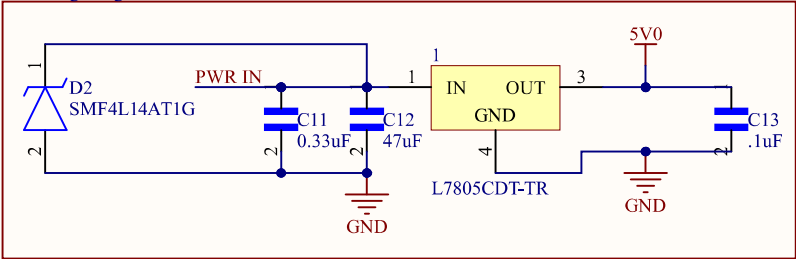 5V0
1
1
D2
SMF4L14AT1G
PWR IN
1
IN
OUT
GND
3
C11
0.33uF
2
C12
47uF
2
C13
.1uF
2
2
4
L7805CDT-TR
GND
GND